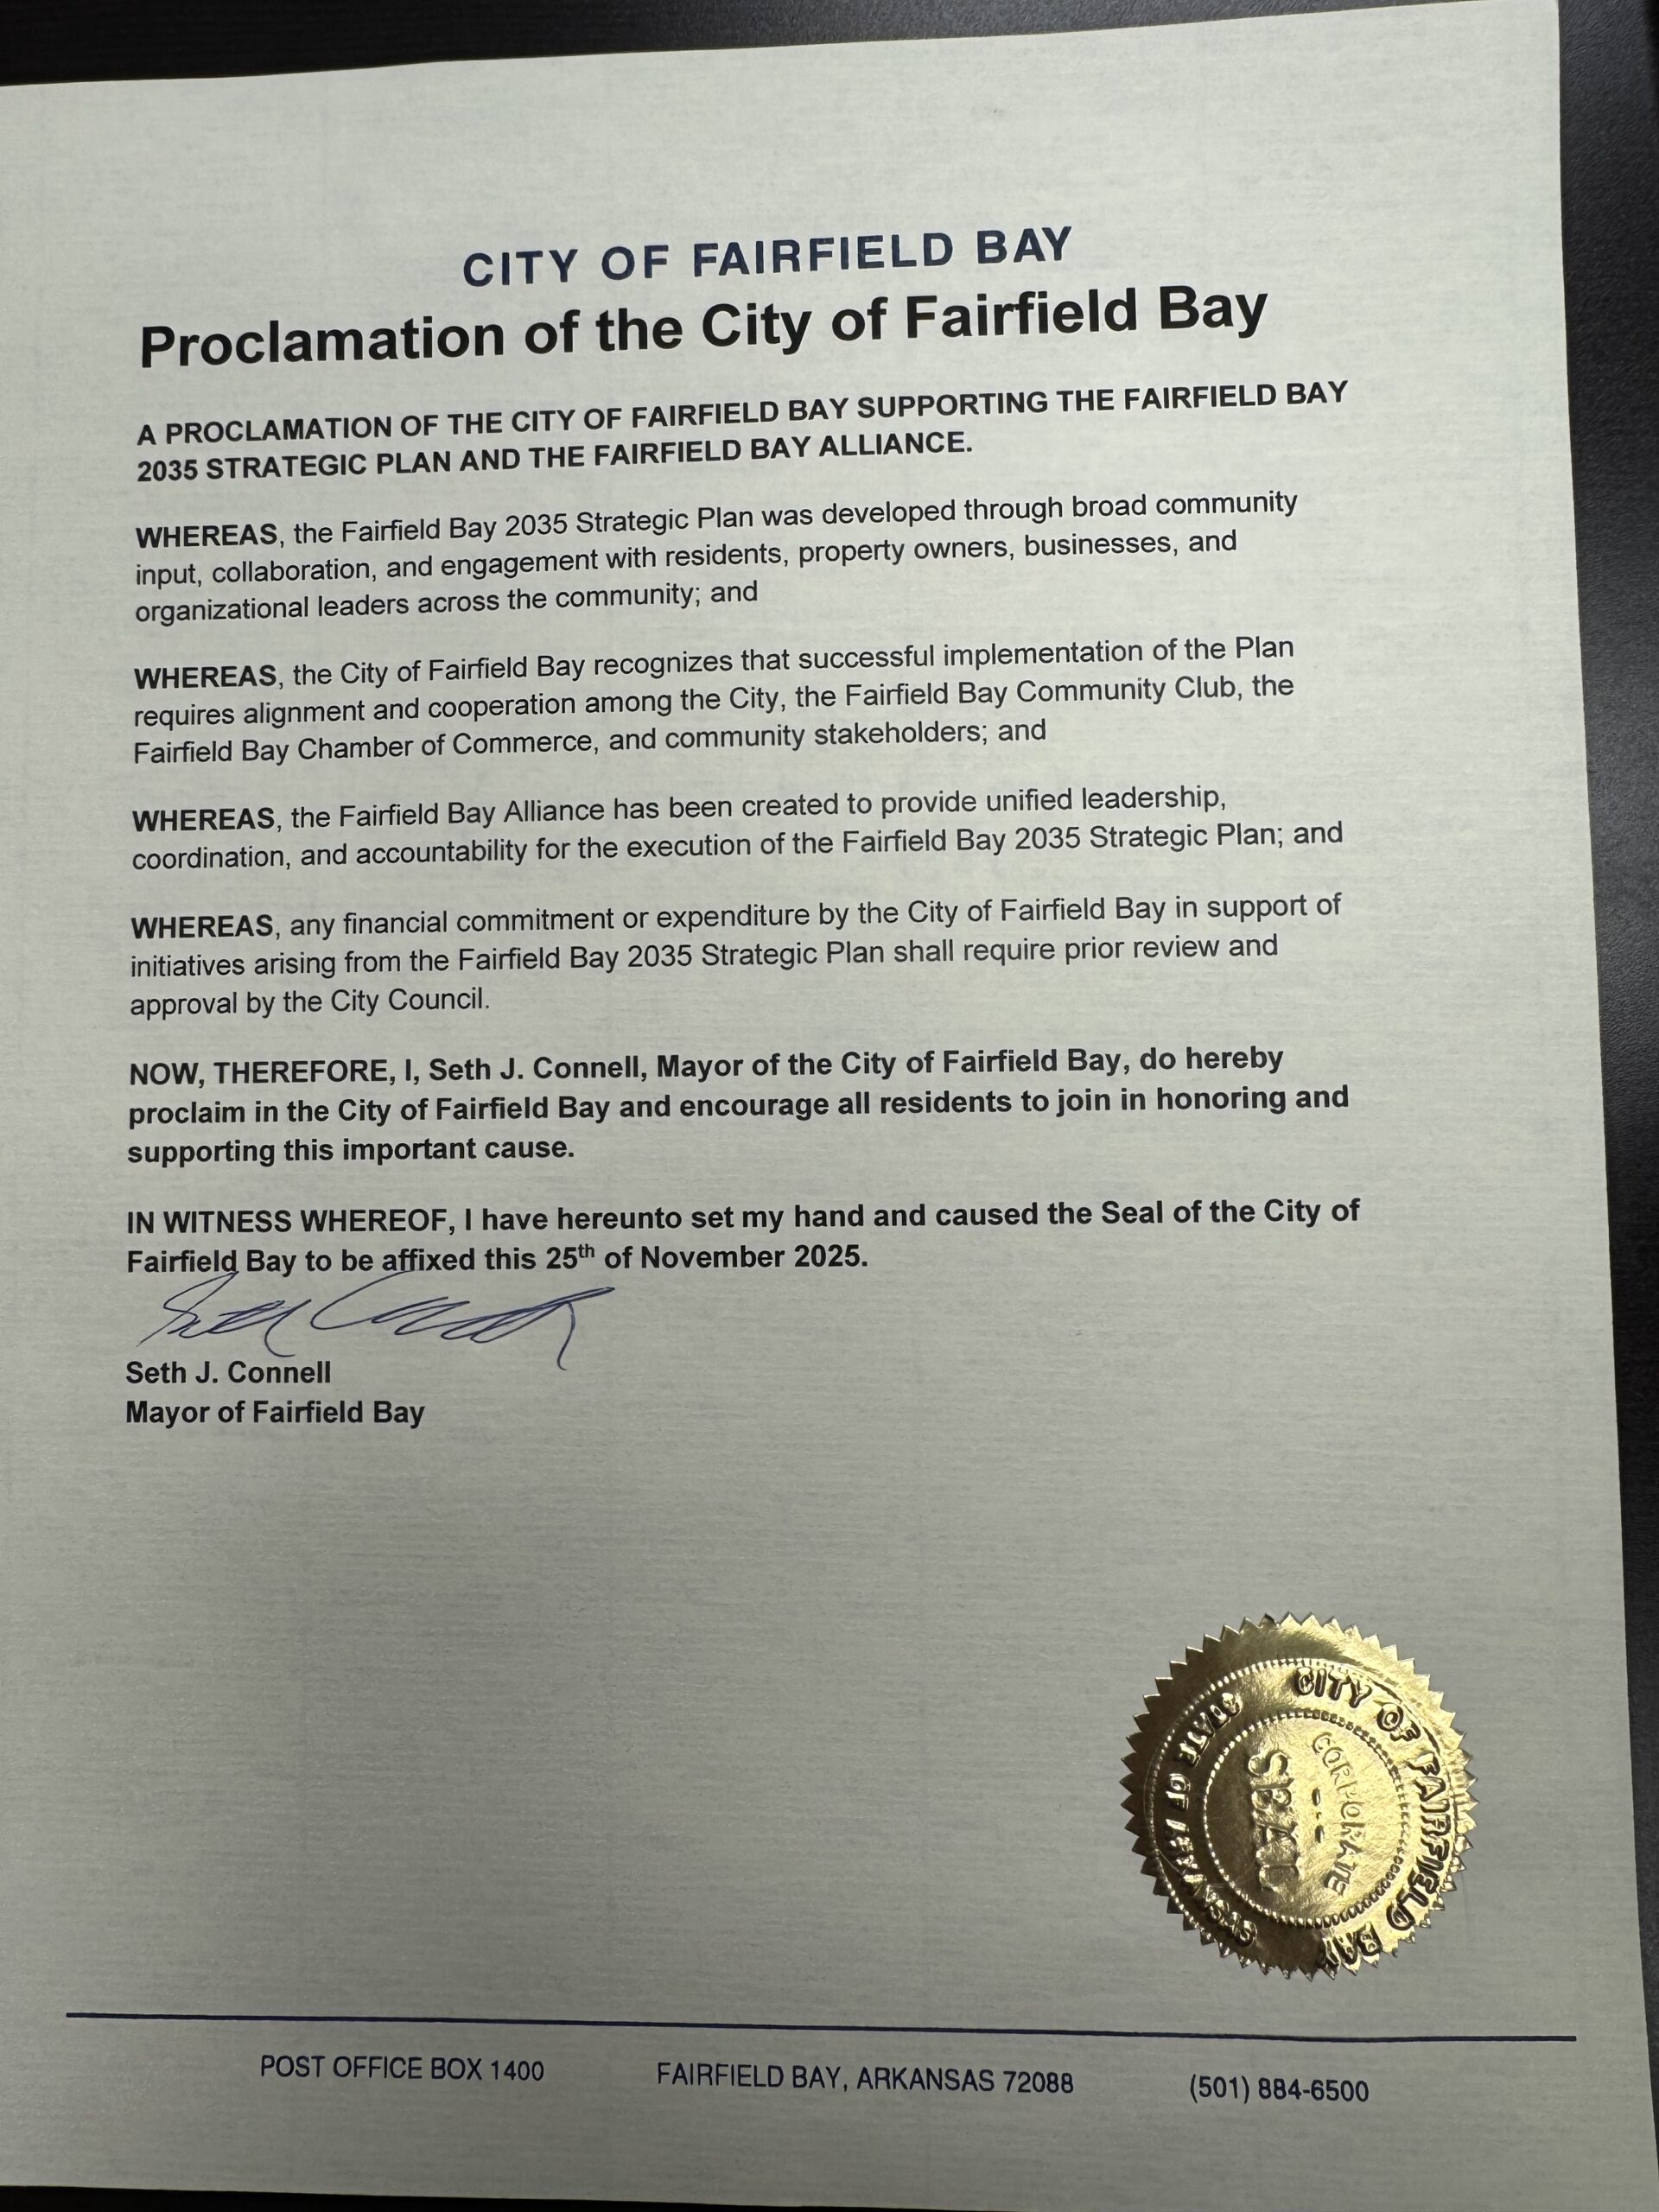 CITY OF FAIRFIELD BAY
Proclamation of the City of Fairfield Bay
A PROCLAMATION OF THE CITY OF FAIRFIELD BAY SUPPORTING THE FAIRFIELD BAY
2035 STRATEGIC PLAN AND THE FAIRFIELD BAY ALLIANCE.
WHEREAS, the Fairfield Bay 2035 Strategic Plan was developed through broad community
input, collaboration, and engagement with residents, property owners, businesses, and
organizational leaders across the community; and
WHEREAS, the City of Fairfield Bay recognizes that successful implementation of the Plan
requires alignment and cooperation among the City, the Fairfield Bay Community Club, the
Fairfield Bay Chamber of Commerce, and community stakeholders; and
WHEREAS, the Fairfield Bay Alliance has been created to provide unified leadership,
coordination, and accountability for the execution of the Fairfield Bay 2035 Strategic Plan; and
WHEREAS, any financial commitment or expenditure by the City of Fairfield Bay in support of
initiatives arising from the Fairfield Bay 2035 Strategic Plan shall require prior review and
approval by the City Council.
NOW, THEREFORE, I, Seth J. Connell, Mayor of the City of Fairfield Bay, do hereby
proclaim in the City of Fairfield Bay and encourage all residents to join in honoring and
supporting this important cause.
IN WITNESS WHEREOF, I have hereunto set my hand and caused the Seal of the City of
Fairfield Bay to be affixed this 25th of November 2025.
Seth J. Connell
Mayor of Fairfield Bay
CITY OF FAIRFIELD BAY
CORPORATE
SEAL
STATE OF ARKANSAS
POST OFFICE BOX 1400 FAIRFIELD BAY, ARKANSAS 72088 (501) 884-6500